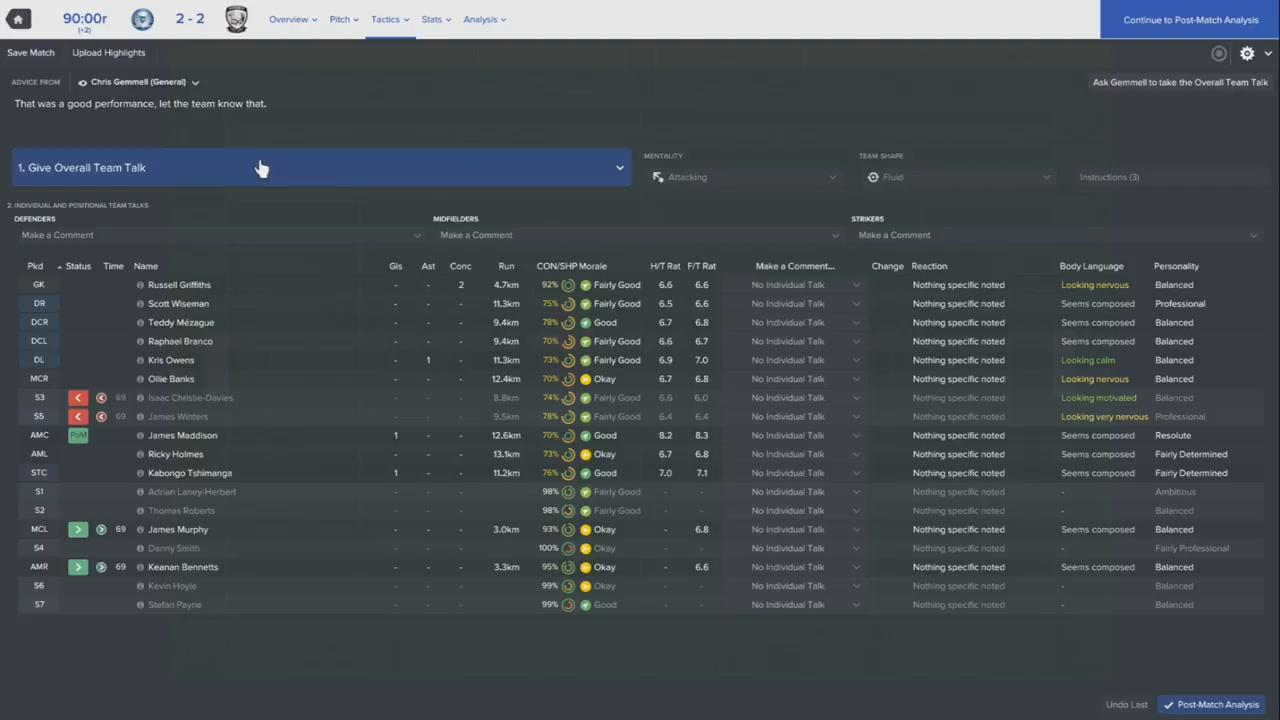 90:00r (+2) 2 - 2 Overview Pitch Tactics Stats Analysis Continue to Post-Match Analysis
Save Match Upload Highlights
ADVICE FROM Chris Gemmell (General) Ask Gemmell to take the Overall Team Talk
That was a good performance, let the team know that.
MENTALITY TEAM SHAPE
1. Give Overall Team Talk Attacking Fluid Instructions (3)
2. INDIVIDUAL AND POSITIONAL TEAM TALKS
DEFENDERS MIDFIELDERS STRIKERS
Make a Comment Make a Comment Make a Comment
Pkd Status Time Name Gls Ast Conc Run CON/SHP Morale H/T Rat F/T Rat Make a Comment... Change Reaction Body Language Personality
GK Russell Griffiths - - 2 4.7km 92% Fairly Good 6.6 6.6 No Individual Talk Nothing specific noted Looking nervous Balanced
DR Scott Wiseman - - - 11.3km 75% Fairly Good 6.5 6.6 No Individual Talk Nothing specific noted Seems composed Professional
DCR Teddy Mézague - - - 9.4km 78% Good 6.7 6.8 No Individual Talk Nothing specific noted Seems composed Balanced
DCL Raphael Branco - - - 9.4km 70% Fairly Good 6.6 6.7 No Individual Talk Nothing specific noted Seems composed Balanced
DL Kris Owens - 1 - 11.3km 73% Fairly Good 6.9 7.0 No Individual Talk Nothing specific noted Looking calm Balanced
MCR Ollie Banks - - - 12.4km 70% Okay 6.7 6.8 No Individual Talk Nothing specific noted Looking nervous Balanced
S3 69 Isaac Christie-Davies - - - 8.8km 74% Fairly Good 6.6 6.0 No Individual Talk Nothing specific noted Looking motivated Balanced
S5 69 James Winters - - - 9.5km 78% Fairly Good 6.4 6.4 No Individual Talk Nothing specific noted Looking very nervous Professional
AMC PoM James Maddison 1 - - 12.6km 70% Good 8.2 8.3 No Individual Talk Nothing specific noted Seems composed Resolute
AML Ricky Holmes - - - 13.1km 73% Okay 6.7 6.8 No Individual Talk Nothing specific noted Seems composed Fairly Determined
STC Kabongo Tshimanga 1 - - 11.2km 76% Good 7.0 7.1 No Individual Talk Nothing specific noted Seems composed Fairly Determined
S1 Adrian Laney-Herbert - - - 98% Fairly Good - - No Individual Talk Nothing specific noted - Ambitious
S2 Thomas Roberts - - - 98% Fairly Good - - No Individual Talk Nothing specific noted - Balanced
MCL 69 James Murphy - - - 3.0km 93% Okay - 6.8 No Individual Talk Nothing specific noted Seems composed Balanced
S4 Danny Smith - - - 100% Okay - - No Individual Talk Nothing specific noted - Fairly Professional
AMR 69 Keanan Bennetts - - - 3.3km 95% Okay - 6.6 No Individual Talk Nothing specific noted Seems composed Balanced
S6 Kevin Hoyle - - - 99% Okay - - No Individual Talk Nothing specific noted - Balanced
S7 Stefan Payne - - - 99% Good - - No Individual Talk Nothing specific noted - Balanced
Undo Last Post-Match Analysis